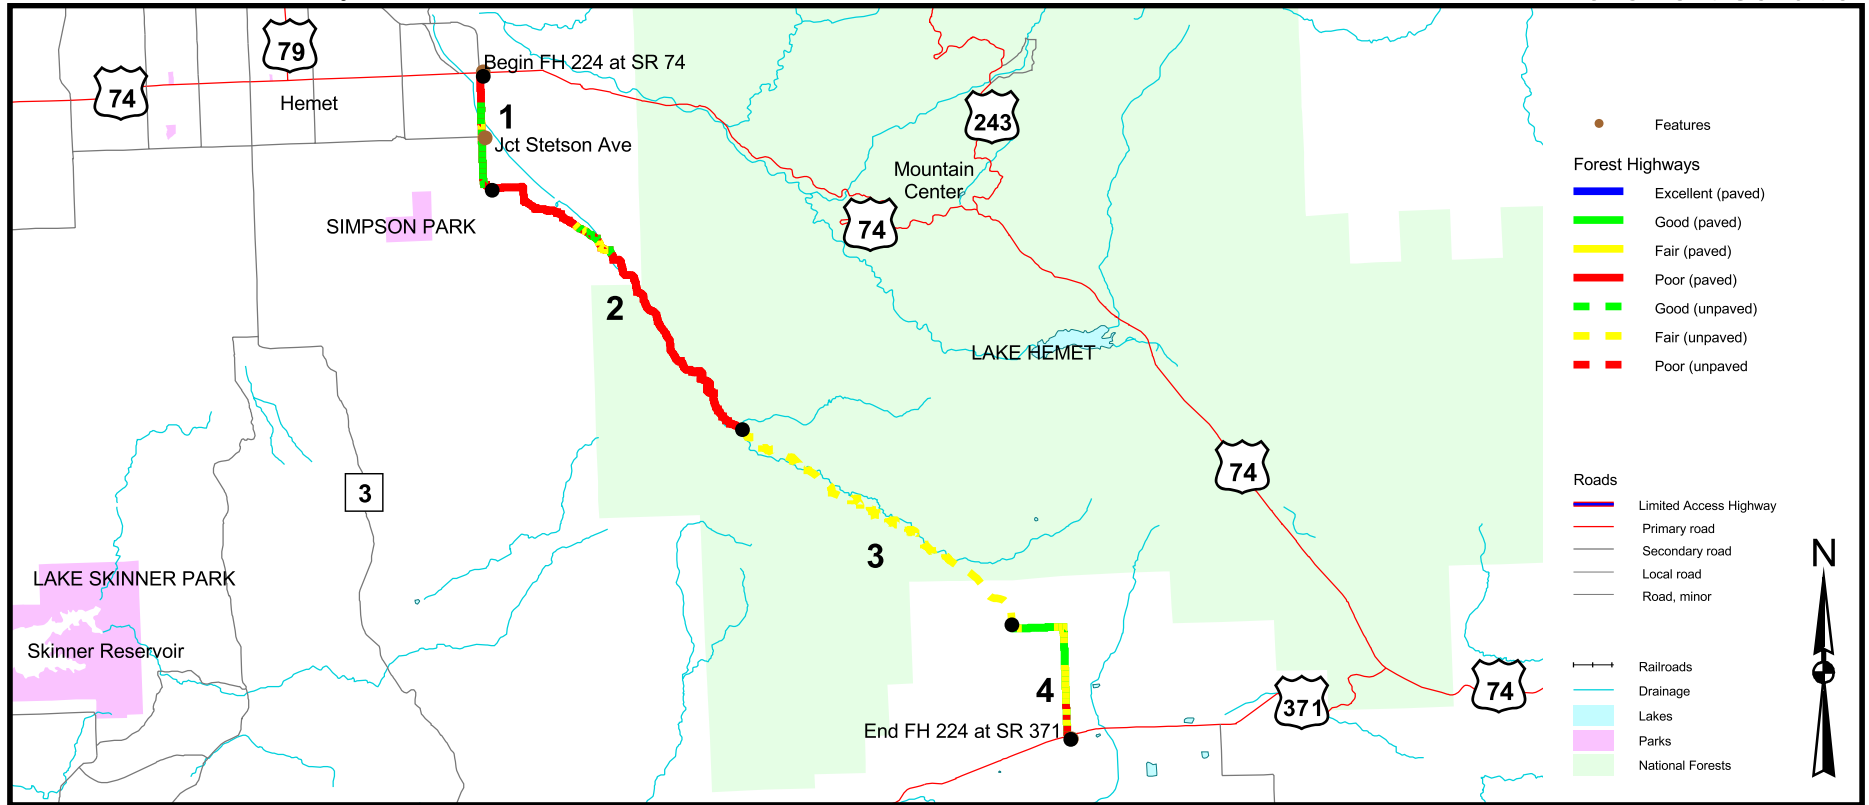 79
Begin FH 224 at SR 74
74
Hemet
1
243
Jct Stetson Ave
Mountain
Center
SIMPSON PARK
74
2
LAKE HEMET
74
3
3
LAKE SKINNER PARK
Skinner Reservoir
4
End FH 224 at SR 371
371
74
Features
Forest Highways
Excellent (paved)
Good (paved)
Fair (paved)
Poor (paved)
Good (unpaved)
Fair (unpaved)
Poor (unpaved
Roads
Limited Access Highway
Primary road
Secondary road
Local road
Road, minor
Railroads
Drainage
Lakes
Parks
National Forests
N